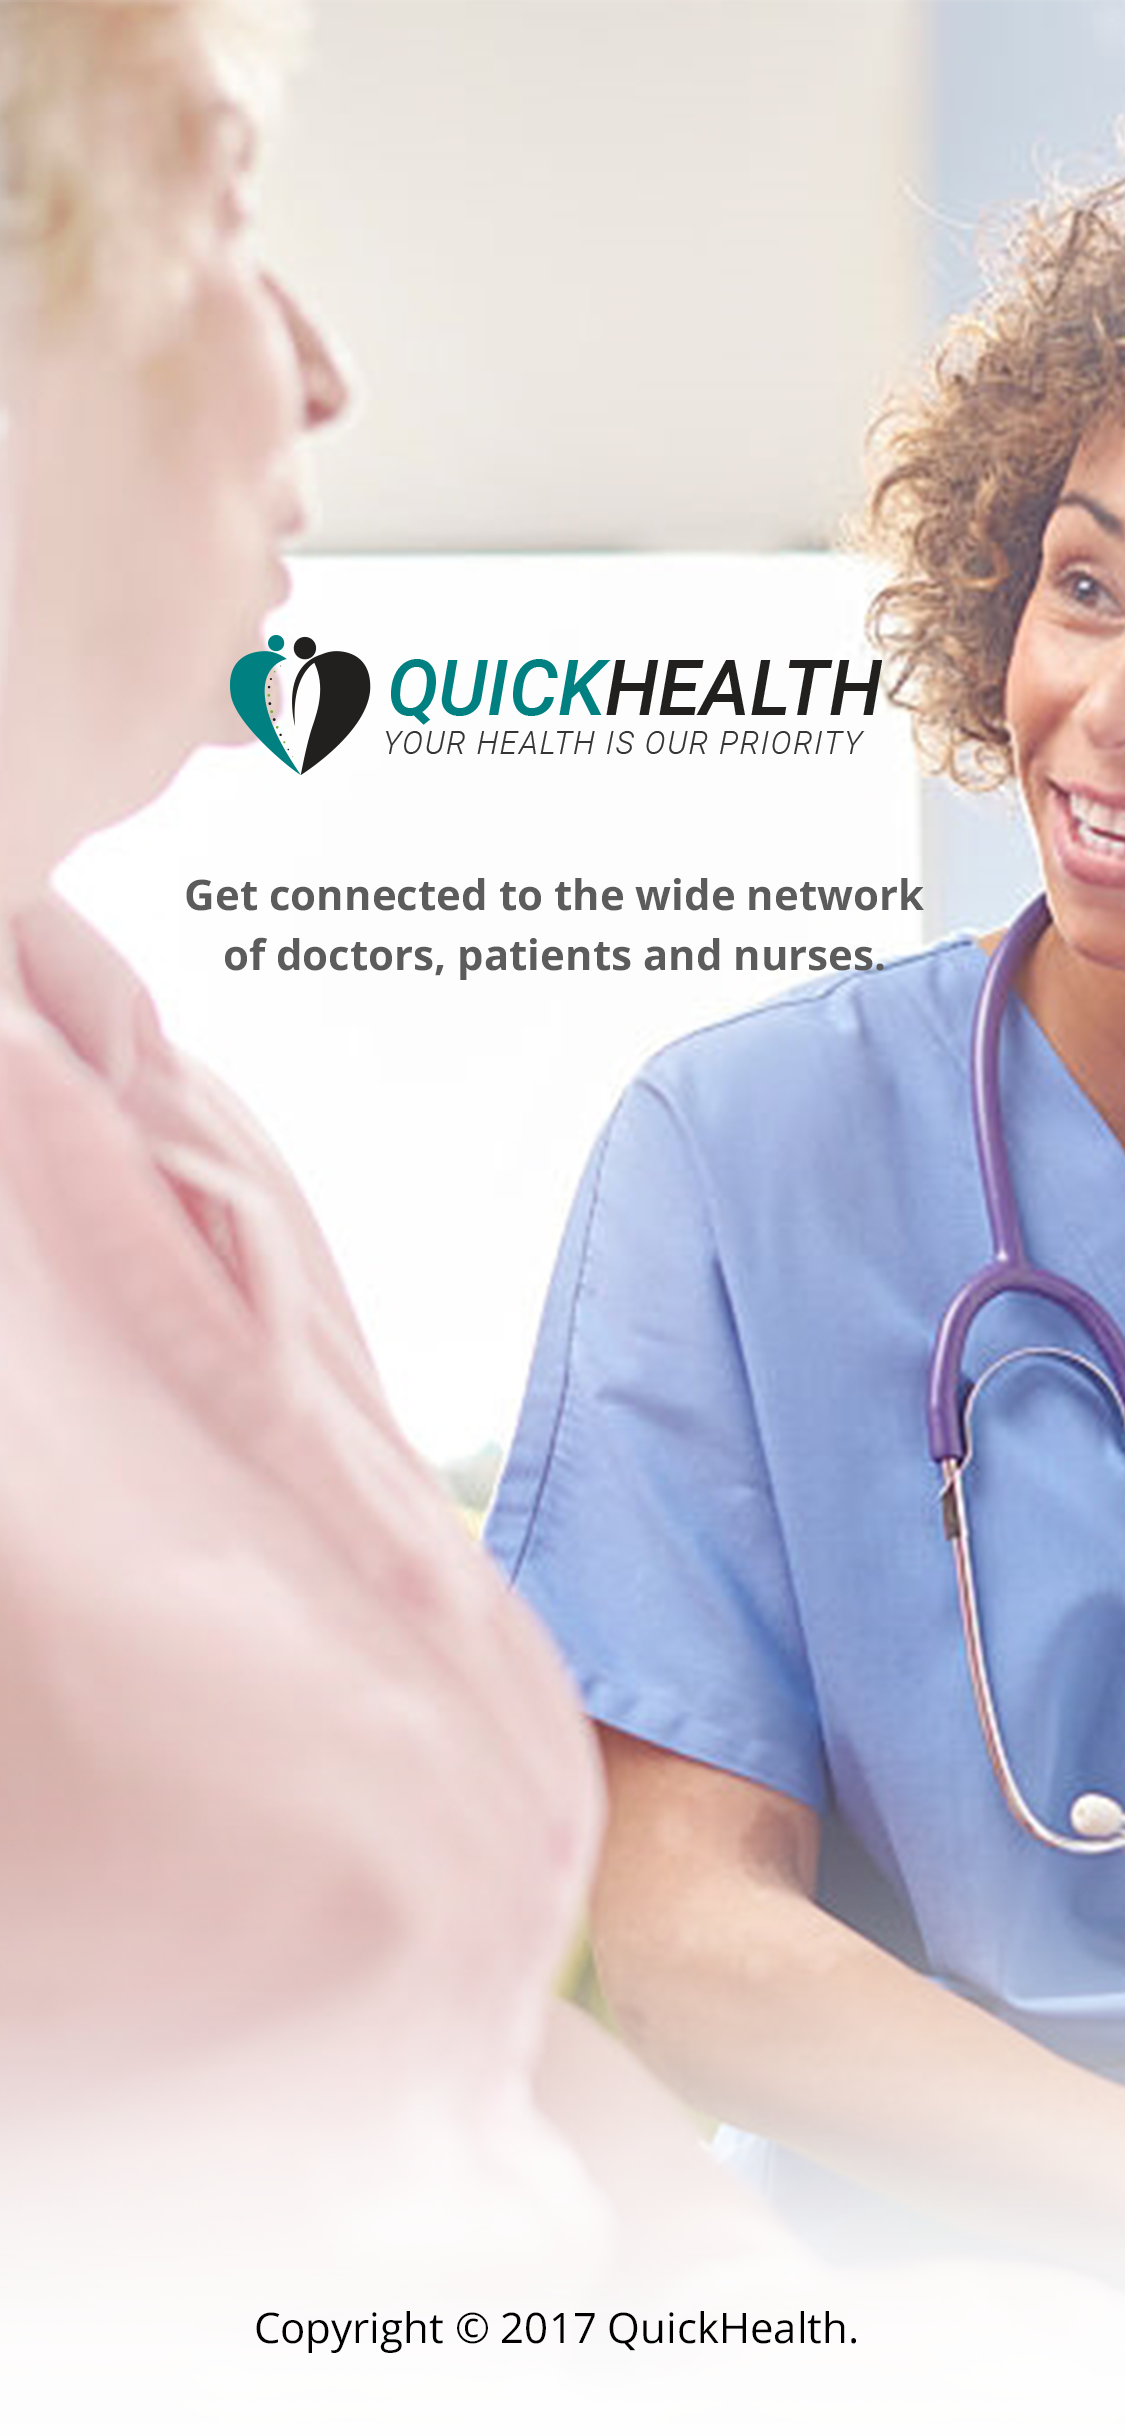 QUICKHEALTH
YOUR HEALTH IS OUR PRIORITY
Get connected to the wide network
of doctors, patients and nurses.
Copyright © 2017 QuickHealth.